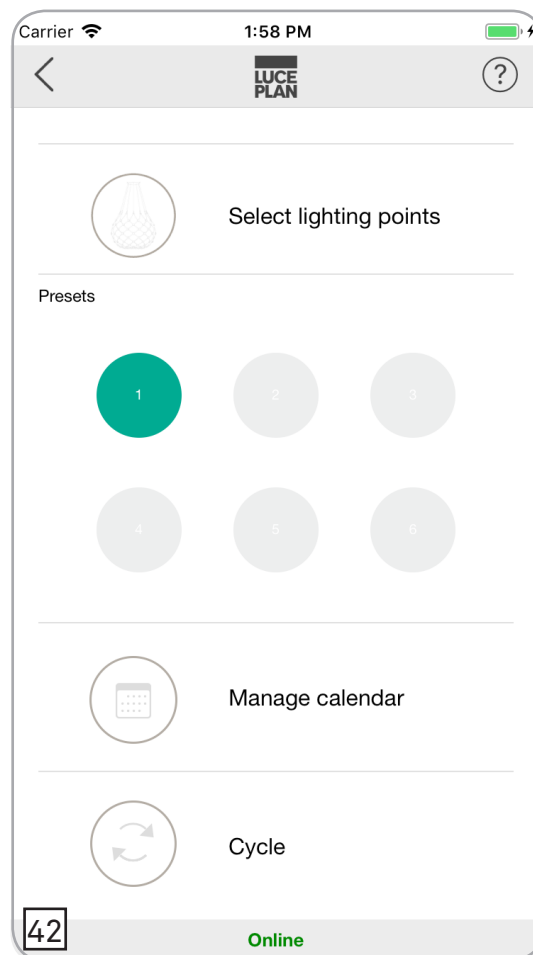 Carrier 1:58 PM
LUCE
PLAN
?
Select lighting points
Presets
1 2 3
4 5 6
Manage calendar
Cycle
42
Online